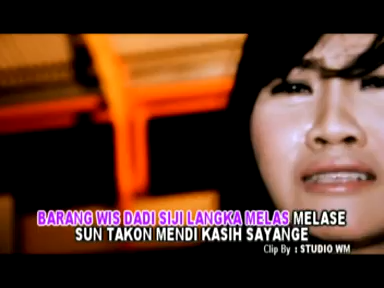 BARANG WIS DADI SIJI LANGKA MELAS MELASE
SUN TAKON MENDI KASIH SAYANGE
Clip By : STUDIO WM